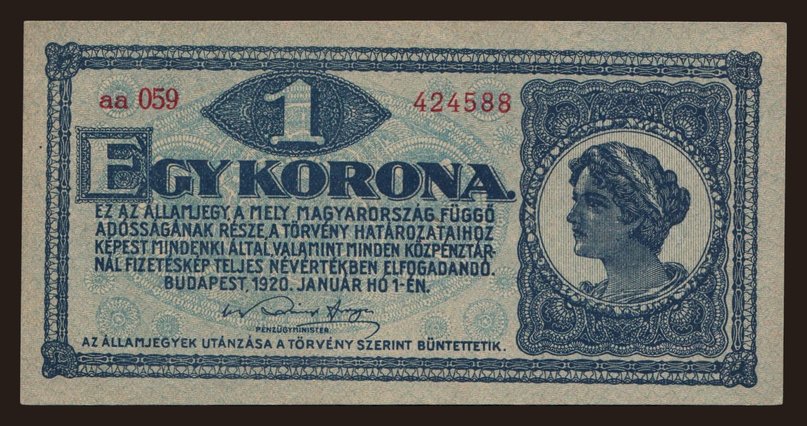 aa 059
1
424588
EGY KORONA.
EZ AZ ÁLLAMJEGY, A MELY, MAGYARORSZÁG FÜGGŐ
ADÓSSÁGÁNAK RÉSZE, A TÖRVÉNY HATÁROZATAIHOZ
KÉPEST MINDENKI ÁLTAL, VALAMINT MINDEN KÖZPÉNZTÁR-
NÁL FIZETÉSKÉP TELJES NÉVÉRTÉKBEN ELFOGADANDÓ.
BUDAPEST, 1920. JANUÁR HÓ 1-ÉN.
PÉNZÜGYMINISTER.
AZ ÁLLAMJEGYEK UTÁNZÁSA A TÖRVÉNY SZERINT BÜNTETTETIK.